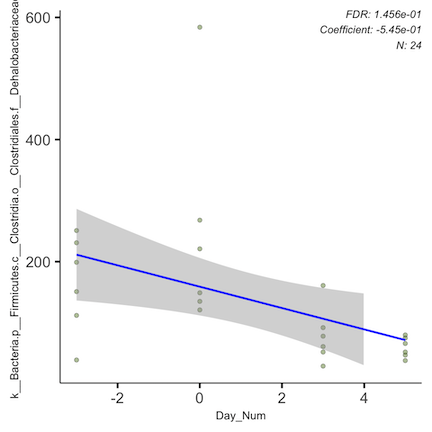 FDR: 1.456e-01
Coefficient: -5.45e-01
N: 24
600
400
200
k__Bacteria.p__Firmicutes.c__Clostridia.o__Clostridiales.f__Dehalobacteriaceae
-2
0
2
4
Day_Num